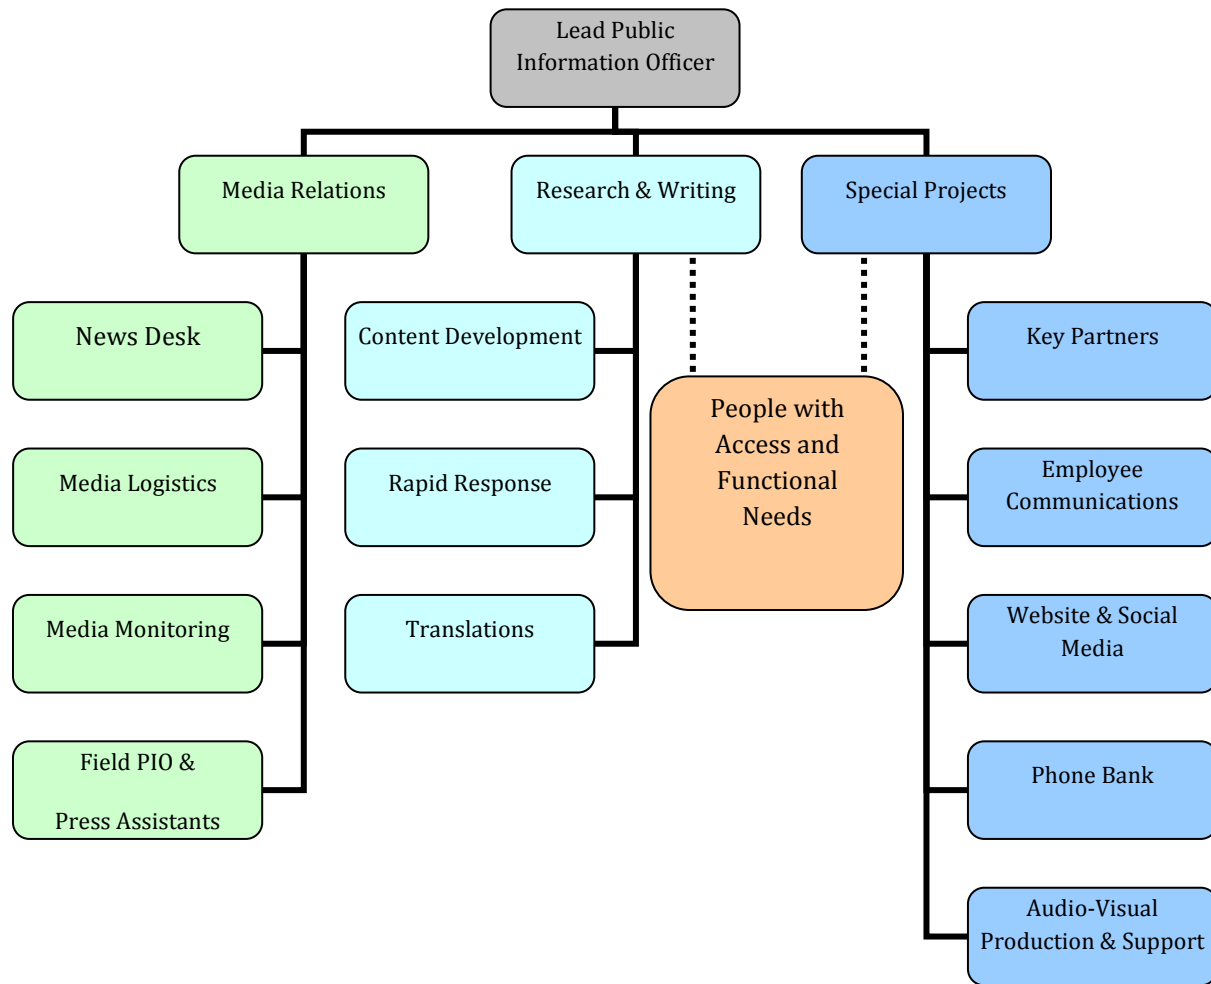 Lead Public
Information Officer
Media Relations
Research & Writing
Special Projects
News Desk
Content Development
Key Partners
People with
Access and
Functional
Needs
Media Logistics
Rapid Response
Employee
Communications
Media Monitoring
Translations
Website & Social
Media
Field PIO &
Press Assistants
Phone Bank
Audio-Visual
Production & Support